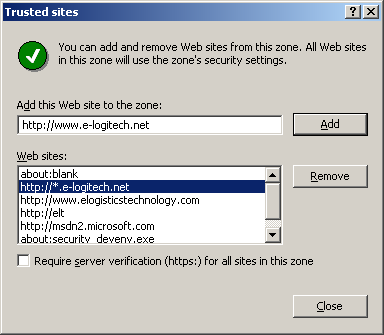 Trusted sites
You can add and remove Web sites from this zone. All Web sites
in this zone will use the zone's security settings.
Add this Web site to the zone:
http://www.e-logitech.net
Add
Web sites:
about:blank
http://*.e-logitech.net
http://www.elogisticstechnology.com
http://elt
http://msdn2.microsoft.com
about:security_devenv.exe
Remove
Require server verification (https:) for all sites in this zone
Close